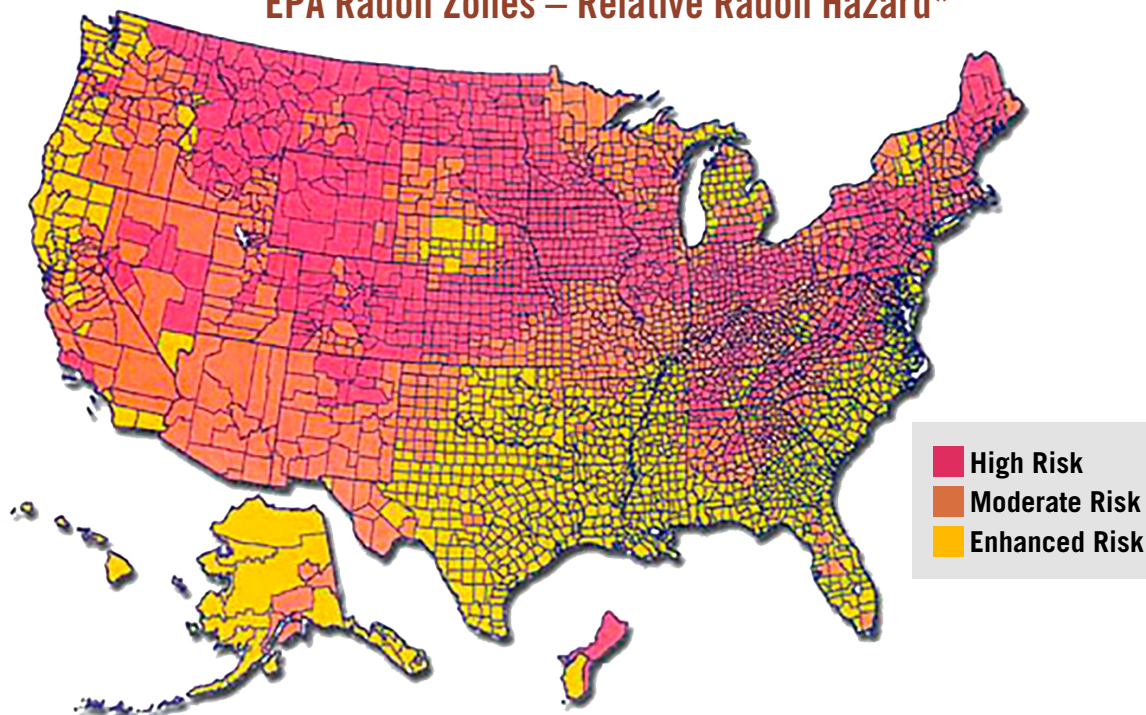 EPA Radon Zones – Relative Radon Hazard*
High Risk
Moderate Risk
Enhanced Risk